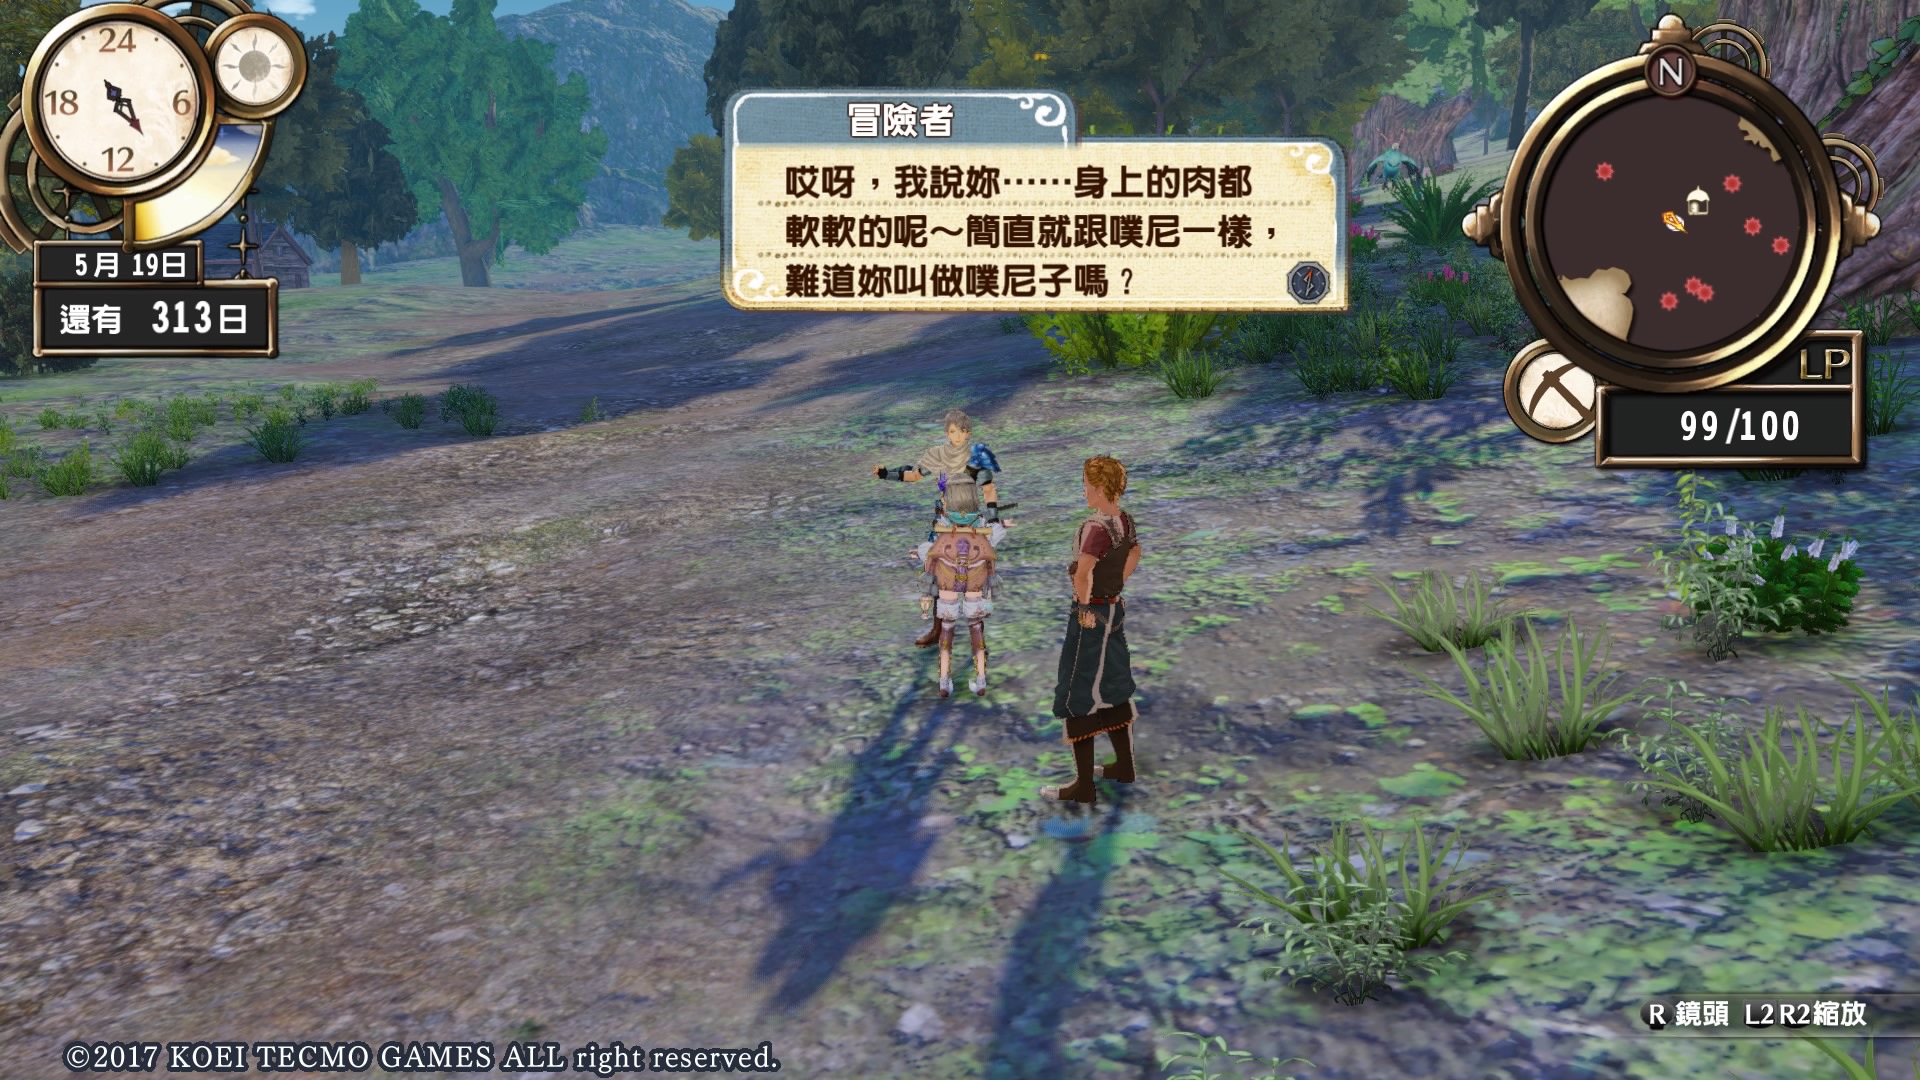 24
18
6
12
5月 19日
還有 313日
冒險者
哎呀，我說妳……身上的肉都
軟軟的呢～簡直就跟噗尼一樣，
難道妳叫做噗尼子嗎？
N
LP
99/100
R 鏡頭 L2R2縮放
©2017 KOEI TECMO GAMES ALL right reserved.